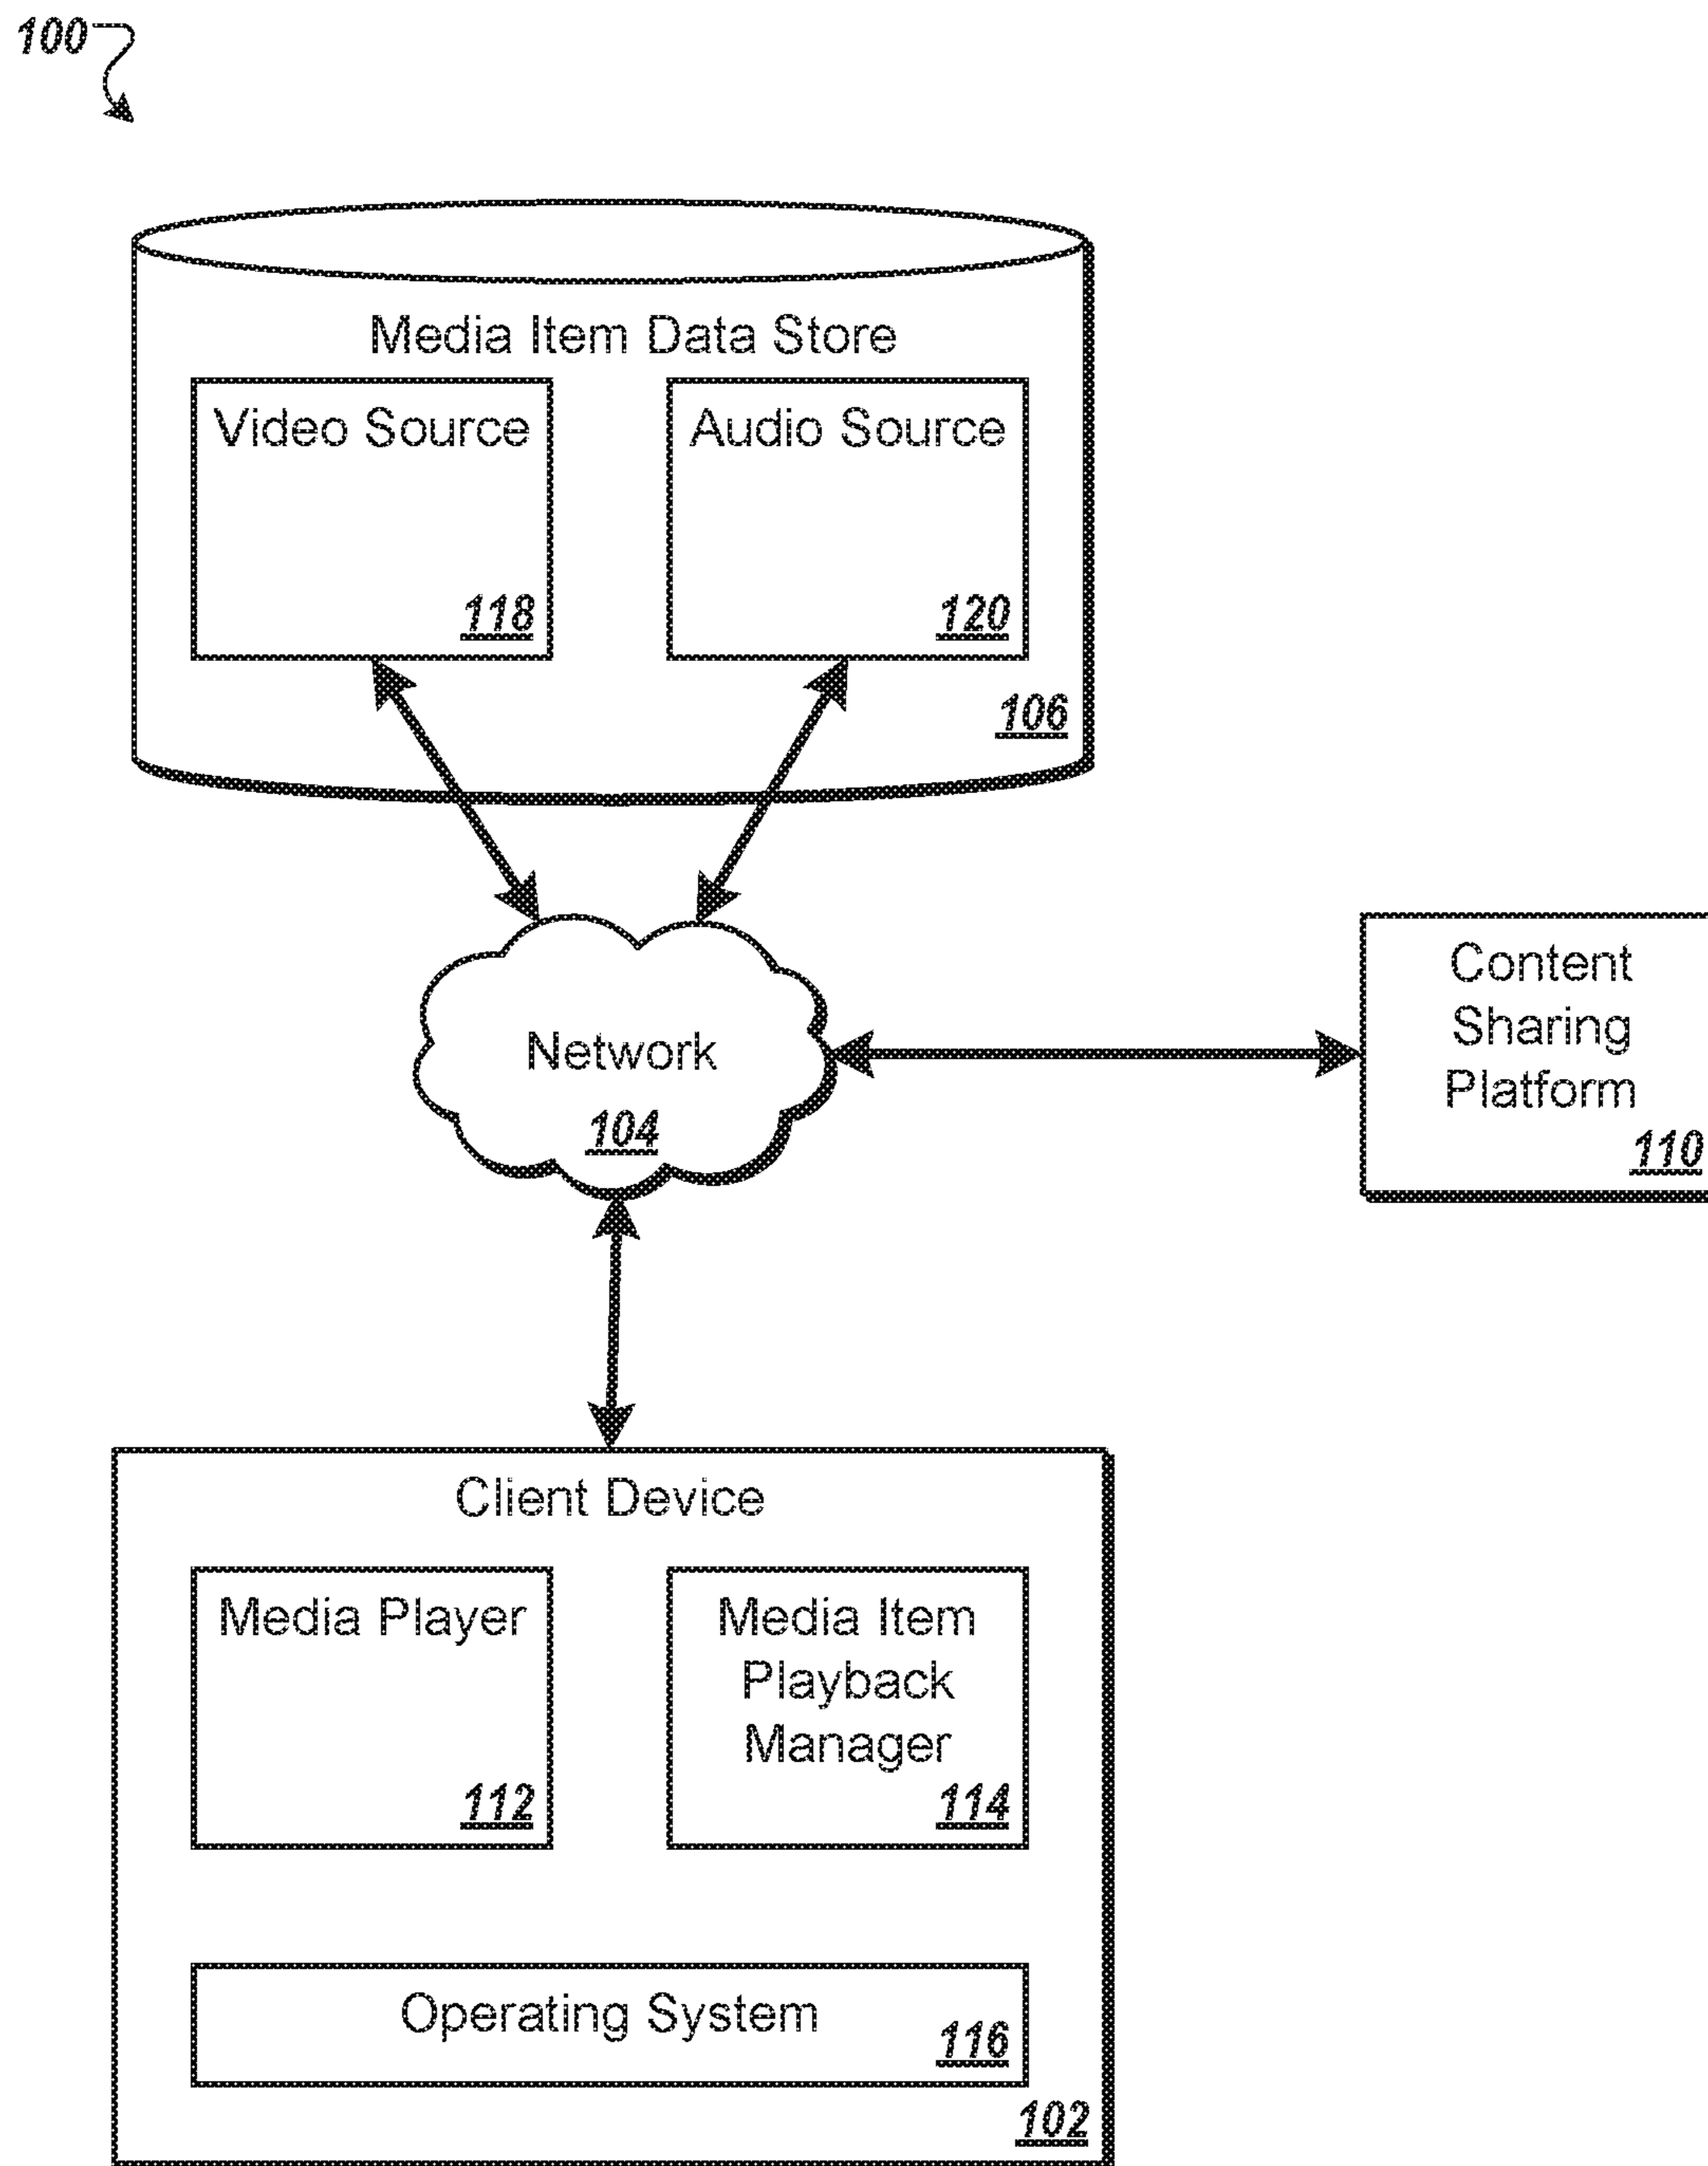 100
Media Item Data Store
Video Source
118
Audio Source
120
106
Network
104
Content
Sharing
Platform
110
Client Device
Media Player
112
Media Item
Playback
Manager
114
Operating System
116
102